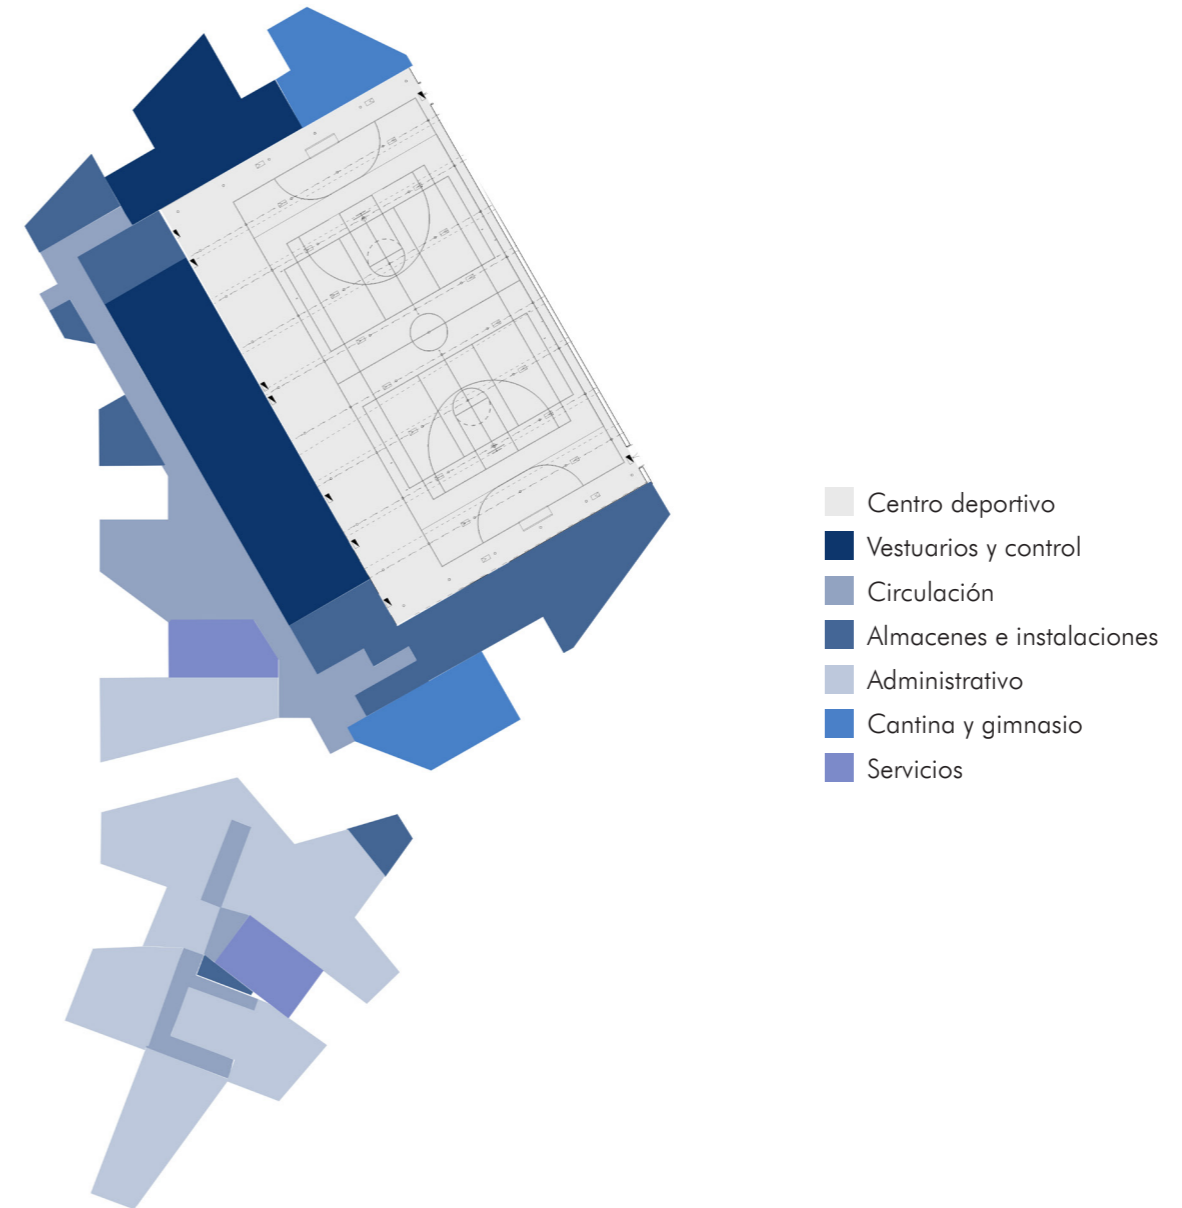 Centro deportivo
Vestuarios y control
Circulación
Almacenes e instalaciones
Administrativo
Cantina y gimnasio
Servicios